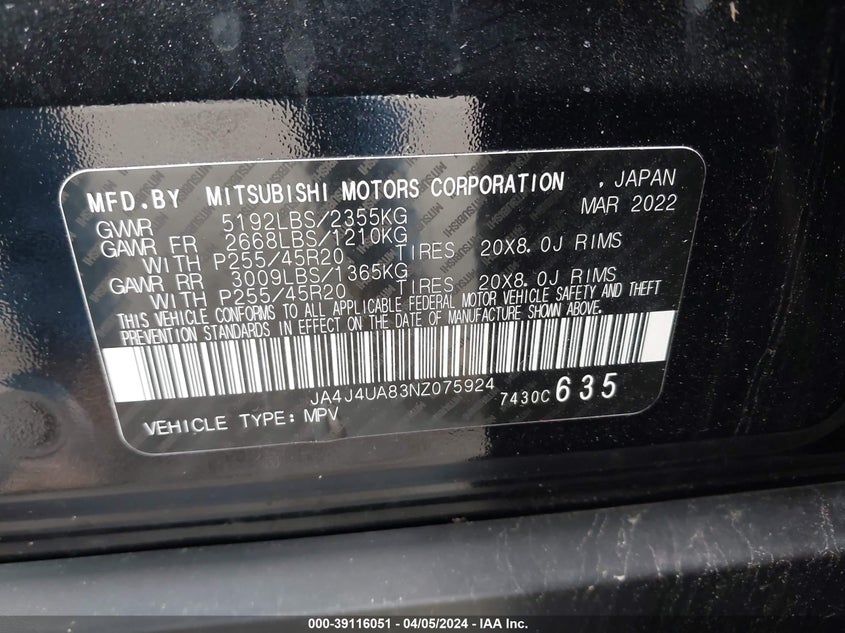 MFD.BY MITSUBISHI MOTORS CORPORATION , JAPAN
MAR 2022
GVWR 5192LBS/2355KG
GAWR FR 2668LBS/1210KG
WITH P255/45R20 TIRES 20X8.0J RIMS
GAWR RR 3009LBS/1365KG
WITH P255/45R20 TIRES 20X8.0J RIMS
THIS VEHICLE CONFORMS TO ALL APPLICABLE FEDERAL MOTOR VEHICLE SAFETY AND THEFT
PREVENTION STANDARDS IN EFFECT ON THE DATE OF MANUFACTURE SHOWN ABOVE.
JA4J4UA83NZ075924 7430C 635
VEHICLE TYPE: MPV
000-39116051 - 04/05/2024 - IAA Inc.